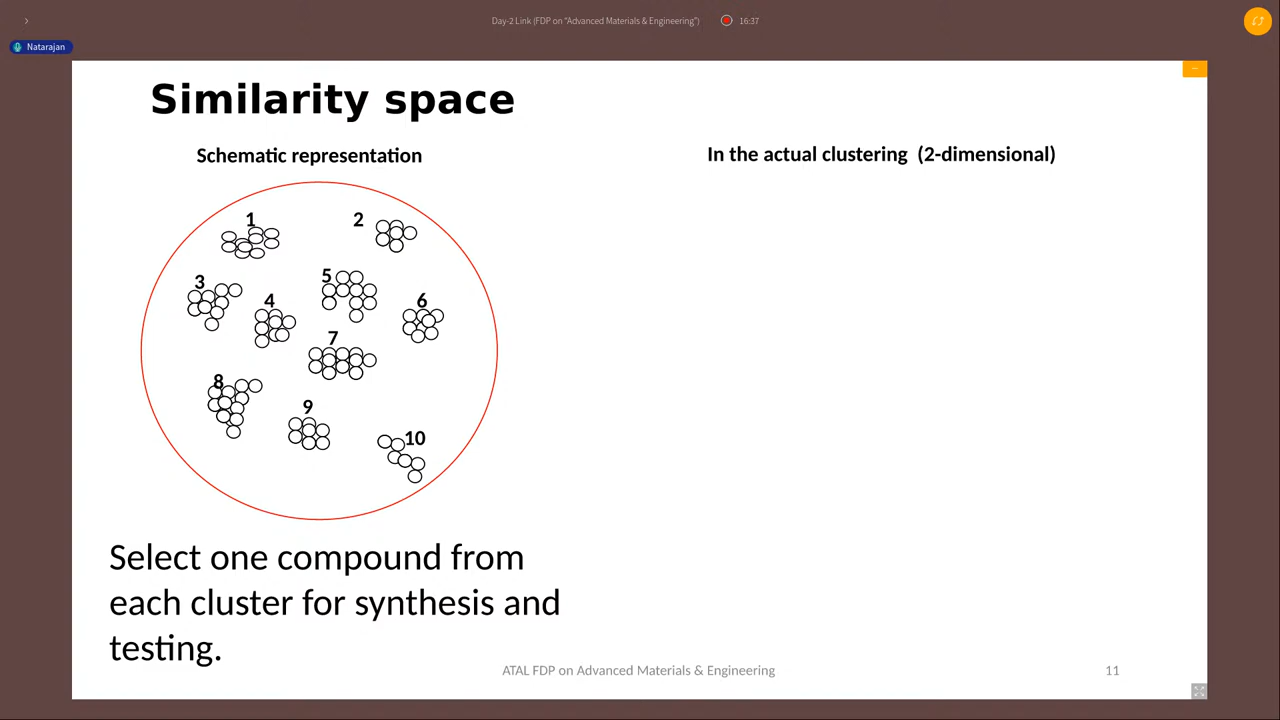 Day-2 Link (FDP on "Advanced Materials & Engineering")
16:37
Natarajan
Similarity space
Schematic representation
In the actual clustering (2-dimensional)
1
2
3
4
5
6
7
8
9
10
Select one compound from
each cluster for synthesis and
testing.
ATAL FDP on Advanced Materials & Engineering
11